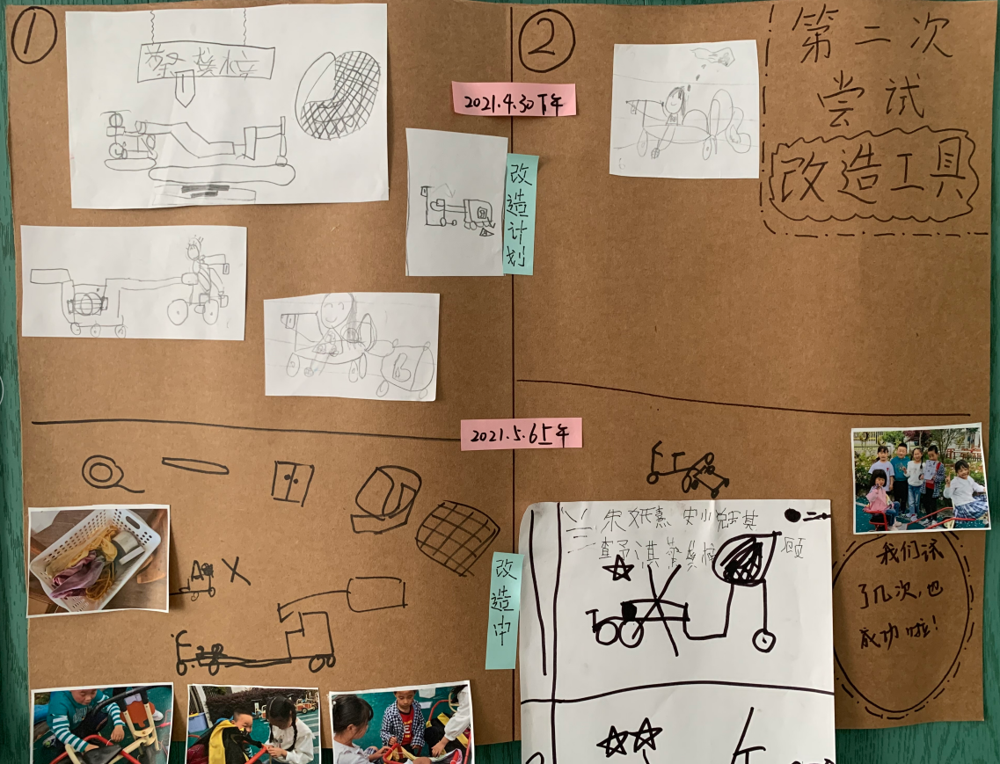 ①
②
第二次
尝试
改造工具
2021.4.30下午
改
造
计
划
B
2021.5.6上午
改
造
中
我们试
了几次,也
成功啦!